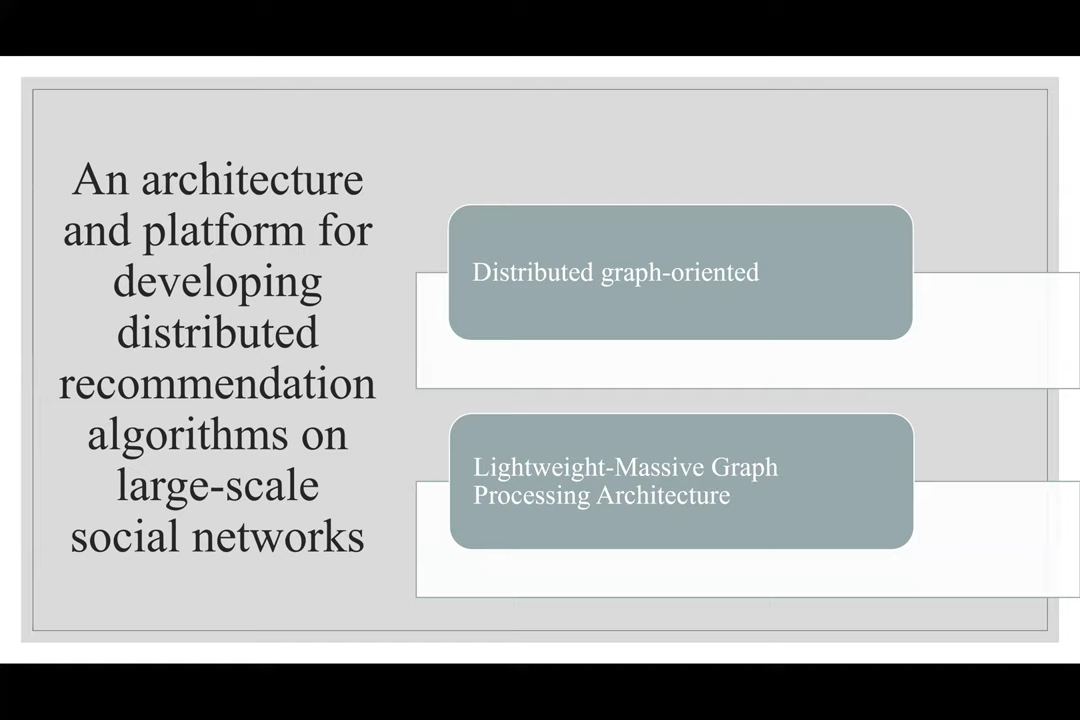 An architecture
and platform for
developing
distributed
recommendation
algorithms on
large-scale
social networks
Distributed graph-oriented
Lightweight-Massive Graph
Processing Architecture